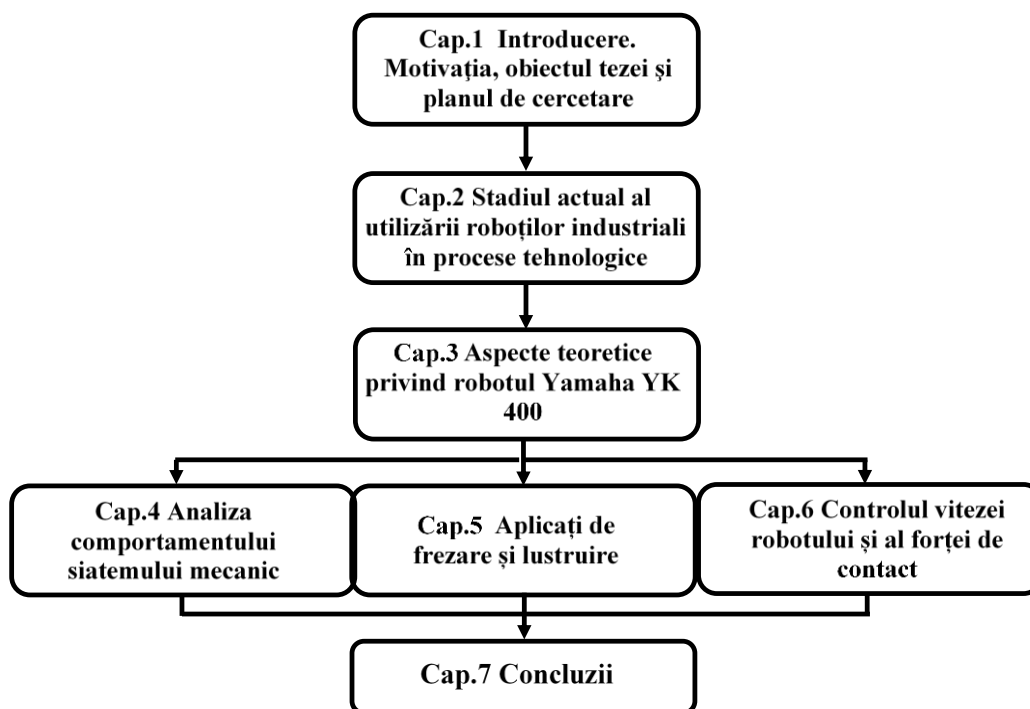 Cap.1 Introducere.
Motivaţia, obiectul tezei şi
planul de cercetare
Cap.2 Stadiul actual al
utilizării roboților industriali
în procese tehnologice
Cap.3 Aspecte teoretice
privind robotul Yamaha YK
400
Cap.4 Analiza
comportamentului
siatemului mecanic
Cap.5 Aplicați de
frezare și lustruire
Cap.6 Controlul vitezei
robotului și al forței de
contact
Cap.7 Concluzii